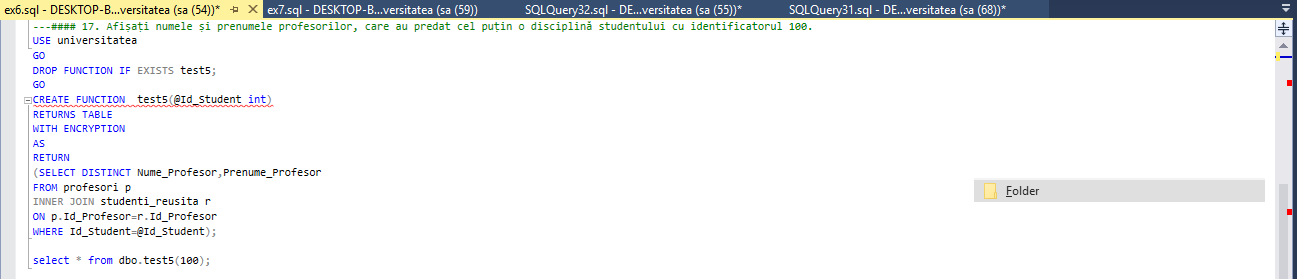 ex6.sql - DESKTOP-B...versitatea (sa (54))* ex7.sql - DESKTOP-B...versitatea (sa (59)) SQLQuery32.sql - DE...versitatea (sa (55))* SQLQuery31.sql - DE...versitatea (sa (68))*
---#### 17. Afișați numele și prenumele profesorilor, care au predat cel puțin o disciplină studentului cu identificatorul 100.
USE universitatea
GO
DROP FUNCTION IF EXISTS test5;
GO
CREATE FUNCTION  test5(@Id_Student int)
RETURNS TABLE
WITH ENCRYPTION
AS
RETURN
(SELECT DISTINCT Nume_Profesor,Prenume_Profesor
FROM profesori p
Folder
INNER JOIN studenti_reusita r
ON p.Id_Profesor=r.Id_Profesor
WHERE Id_Student=@Id_Student);
select * from dbo.test5(100);